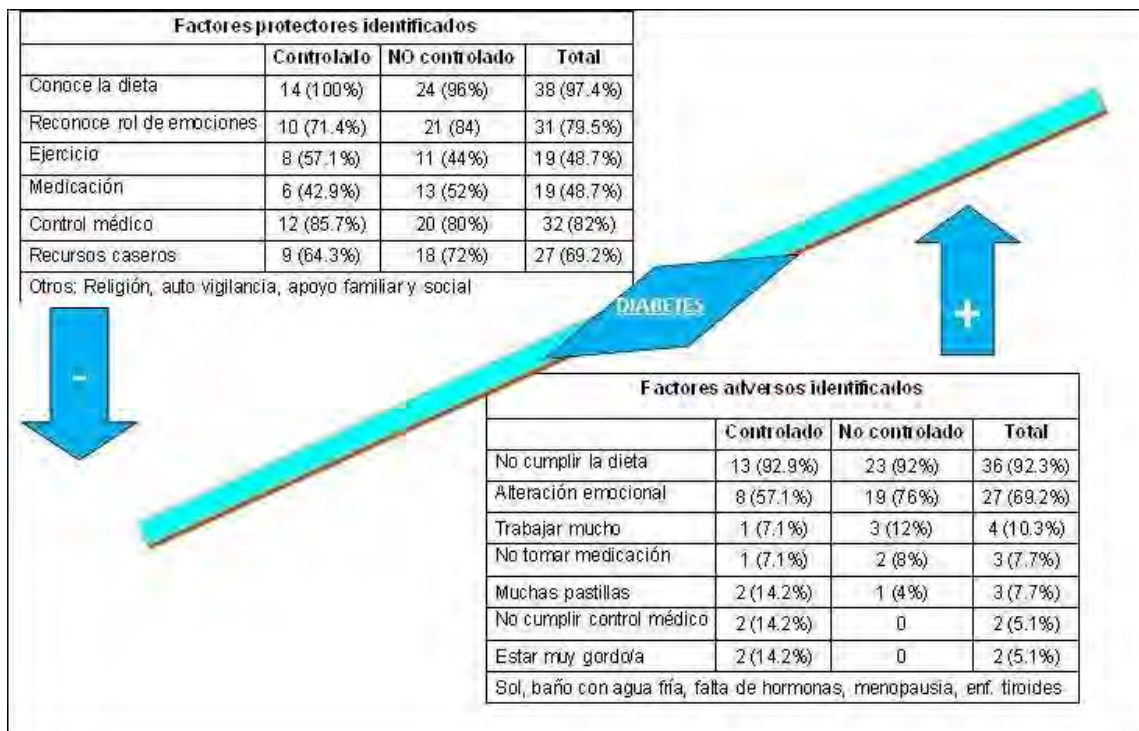 Factores protectores identificados
Controlado NO controlado Total
Conoce la dieta 14 (100%) 24 (96%) 38 (97.4%)
Reconoce rol de emociones 10 (71.4%) 21 (84) 31 (79.5%)
Ejercicio 8 (57.1%) 11 (44%) 19 (48.7%)
Medicación 6 (42.9%) 13 (52%) 19 (48.7%)
Control médico 12 (85.7%) 20 (80%) 32 (82%)
Recursos caseros 9 (64.3%) 18 (72%) 27 (69.2%)
Otros: Religión, auto vigilancia, apoyo familiar y social
-
DIABETES
+
Factores adversos identificados
Controlado No controlado Total
No cumplir la dieta 13 (92.9%) 23 (92%) 36 (92.3%)
Alteración emocional 8 (57.1%) 19 (76%) 27 (69.2%)
Trabajar mucho 1 (7.1%) 3 (12%) 4 (10.3%)
No tomar medicación 1 (7.1%) 2 (8%) 3 (7.7%)
Muchas pastillas 2 (14.2%) 1 (4%) 3 (7.7%)
No cumplir control médico 2 (14.2%) 0 2 (5.1%)
Estar muy gordo/a 2 (14.2%) 0 2 (5.1%)
Sol, baño con agua fría, falta de hormonas, menopausia, enf. tiroides